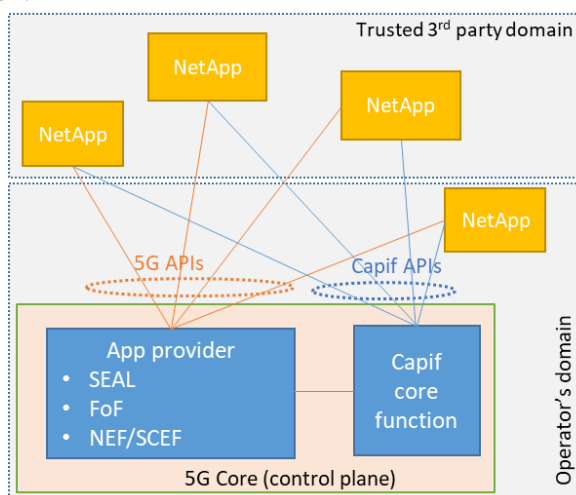 Trusted 3rd party domain
NetApp
NetApp
NetApp
NetApp
5G APIs
Capif APIs
App provider
• SEAL
• FoF
• NEF/SCEF
Capif
core
function
5G Core (control plane)
Operator's domain